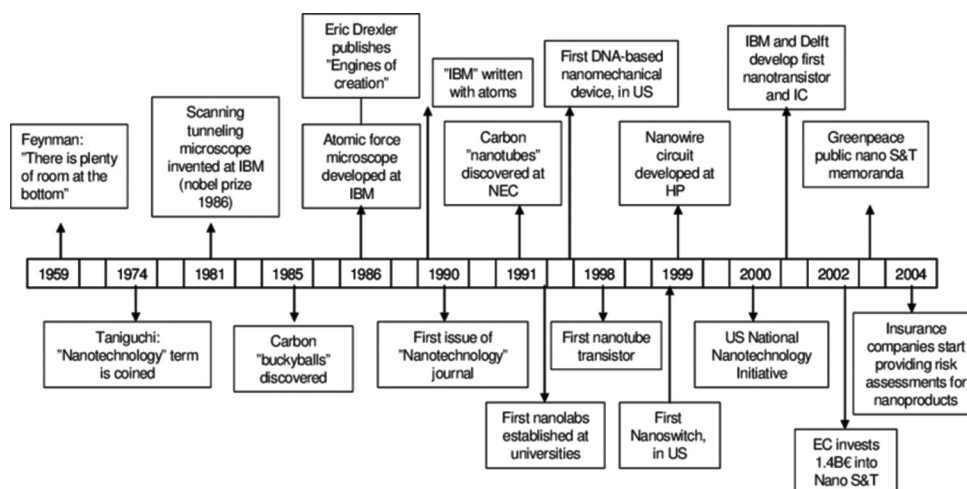 Eric Drexler
publishes
"Engines of
creation"
"IBM" written
with atoms
First DNA-based
nanomechanical
device, in US
IBM and Delft
develop first
nanotransistor
and IC
Feynman:
"There is plenty
of room at the
bottom"
Scanning
tunneling
microscope
invented at IBM
(nobel prize
1986)
Atomic force
microscope
developed at
IBM
Carbon
"nanotubes"
discovered at
NEC
Nanowire
circuit
developed at
HP
Greenpeace
public nano S&T
memoranda
1959 1974 1981 1985 1986 1990 1991 1998 1999 2000 2002 2004
Taniguchi:
"Nanotechnology" term
is coined
Carbon
"buckyballs"
discovered
First issue of
"Nanotechnology"
journal
First nanotube
transistor
US National
Nanotechnology
Initiative
Insurance
companies start
providing risk
assessments for
nanoproducts
First nanolabs
established at
universities
First
Nanoswitch,
in US
EC invests
1.4B€ into
Nano S&T